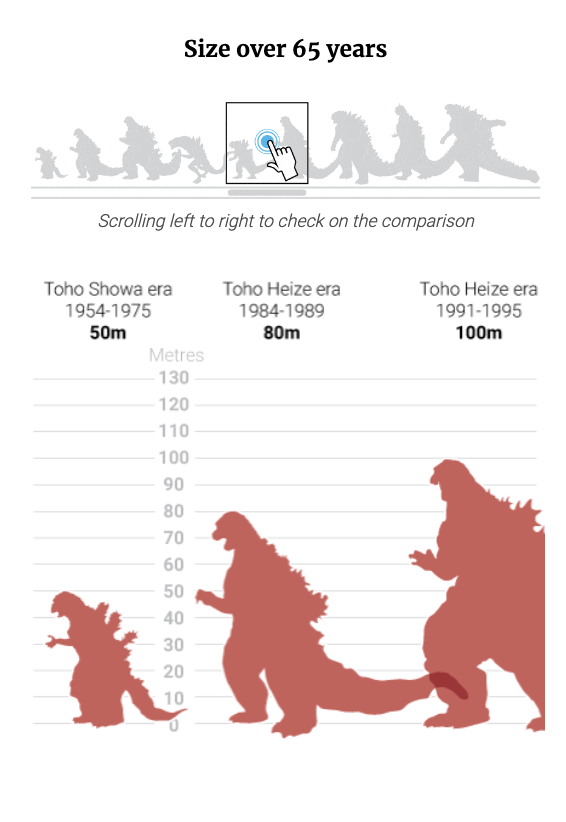 Size over 65 years
Scrolling left to right to check on the comparison
Toho Showa era
1954-1975
50m
Toho Heize era
1984-1989
80m
Toho Heize era
1991-1995
100m
Metres
130
120
110
100
90
80
70
60
50
40
30
20
10
0